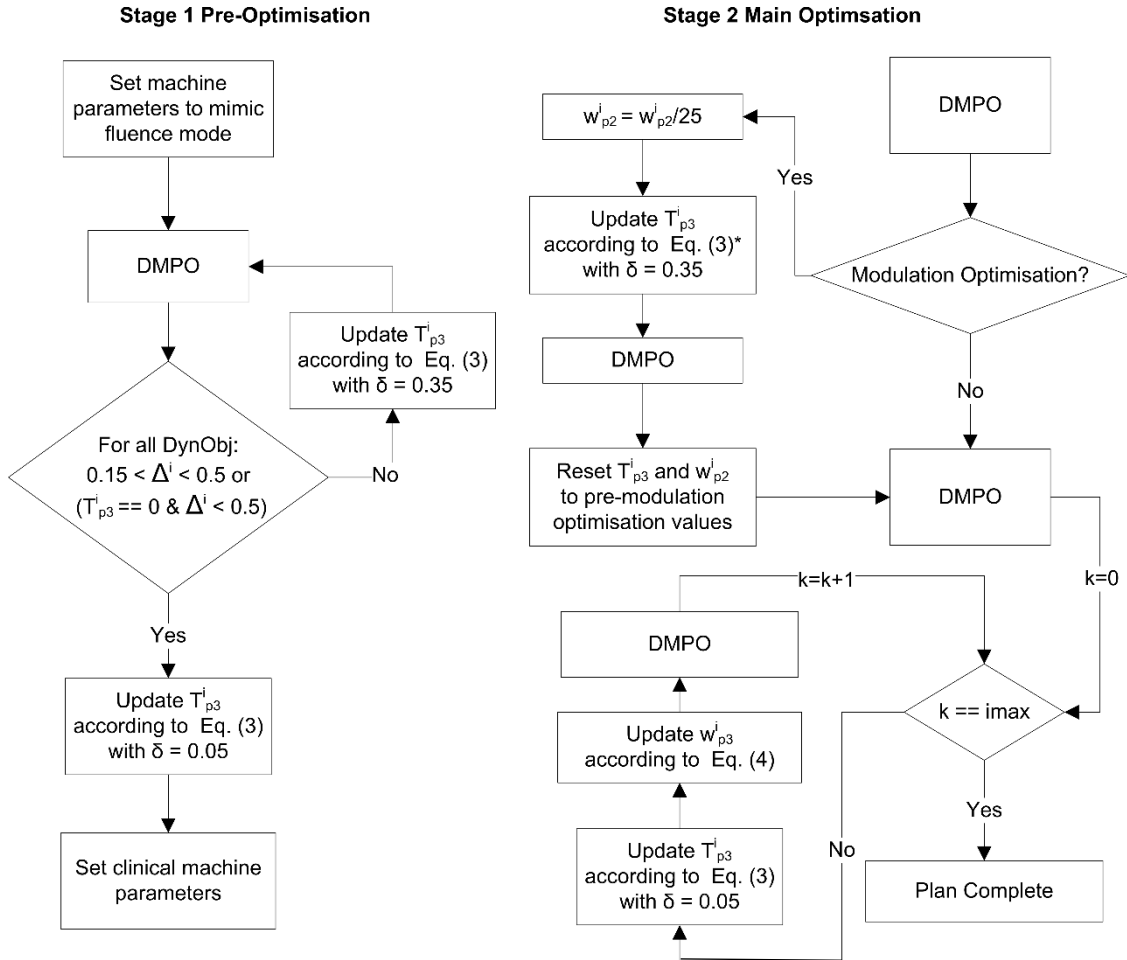 Stage 1 Pre-Optimisation
Set machine
parameters to mimic
fluence mode
DMPO
Update T^i_p3
according to Eq. (3)
with δ = 0.35
For all DynObj:
0.15 < Δ^i < 0.5 or
(T^i_p3 == 0 & Δ^i < 0.5)
No
Yes
Update T^i_p3
according to Eq. (3)
with δ = 0.05
Set clinical machine
parameters
Stage 2 Main Optimsation
DMPO
Modulation Optimisation?
Yes
w^i_p2 = w^i_p2/25
Update T^i_p3
according to Eq. (3)*
with δ = 0.35
DMPO
Reset T^i_p3 and w^i_p2
to pre-modulation
optimisation values
No
DMPO
k=0
k == imax
No
Update T^i_p3
according to Eq. (3)
with δ = 0.05
Update w^i_p3
according to Eq. (4)
DMPO
k=k+1
Yes
Plan Complete